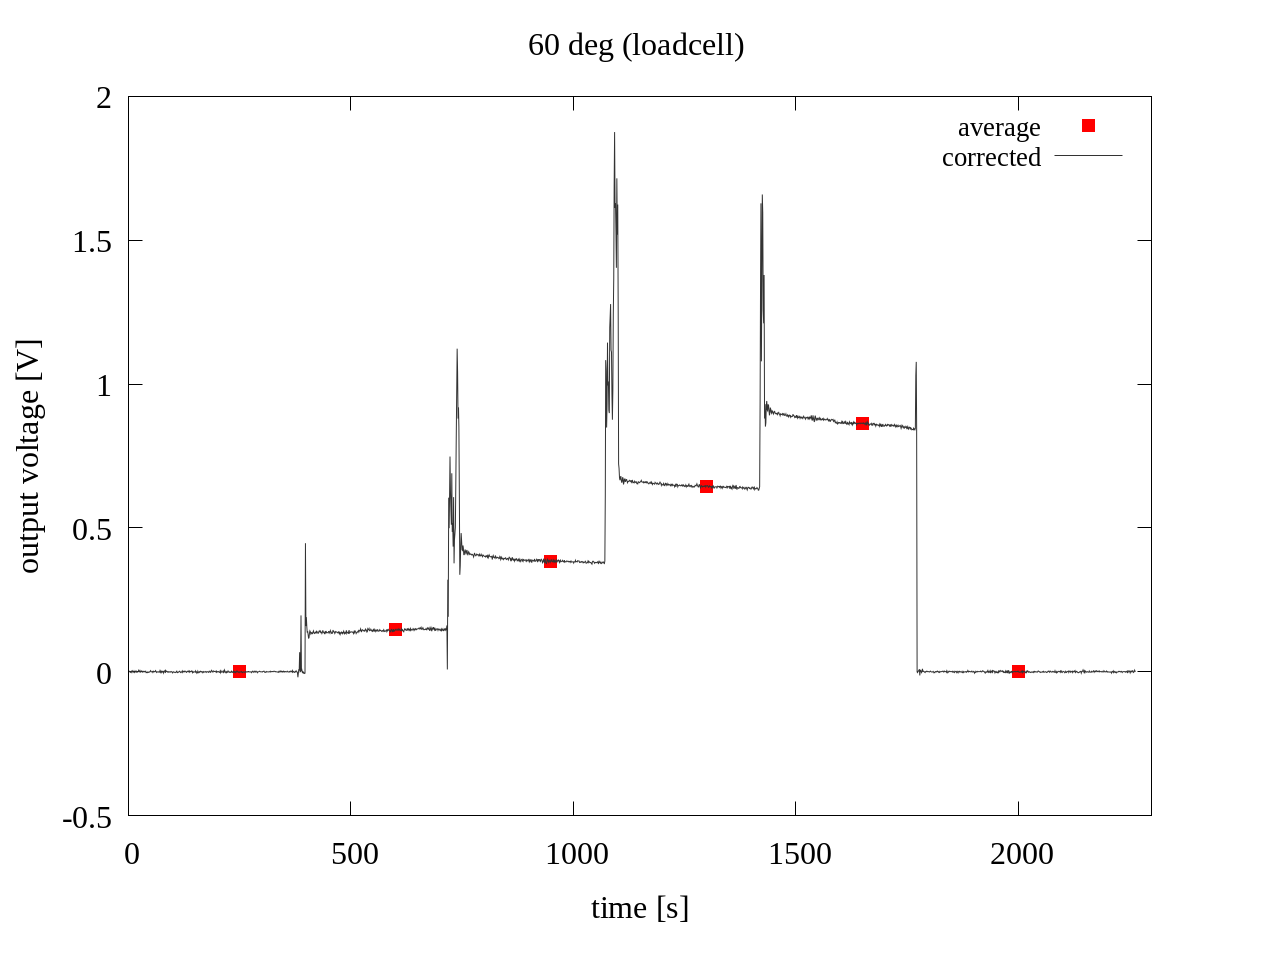 60 deg (loadcell)
average
corrected
output voltage [V]
2
1.5
1
0.5
0
-0.5
0 500 1000 1500 2000
time [s]